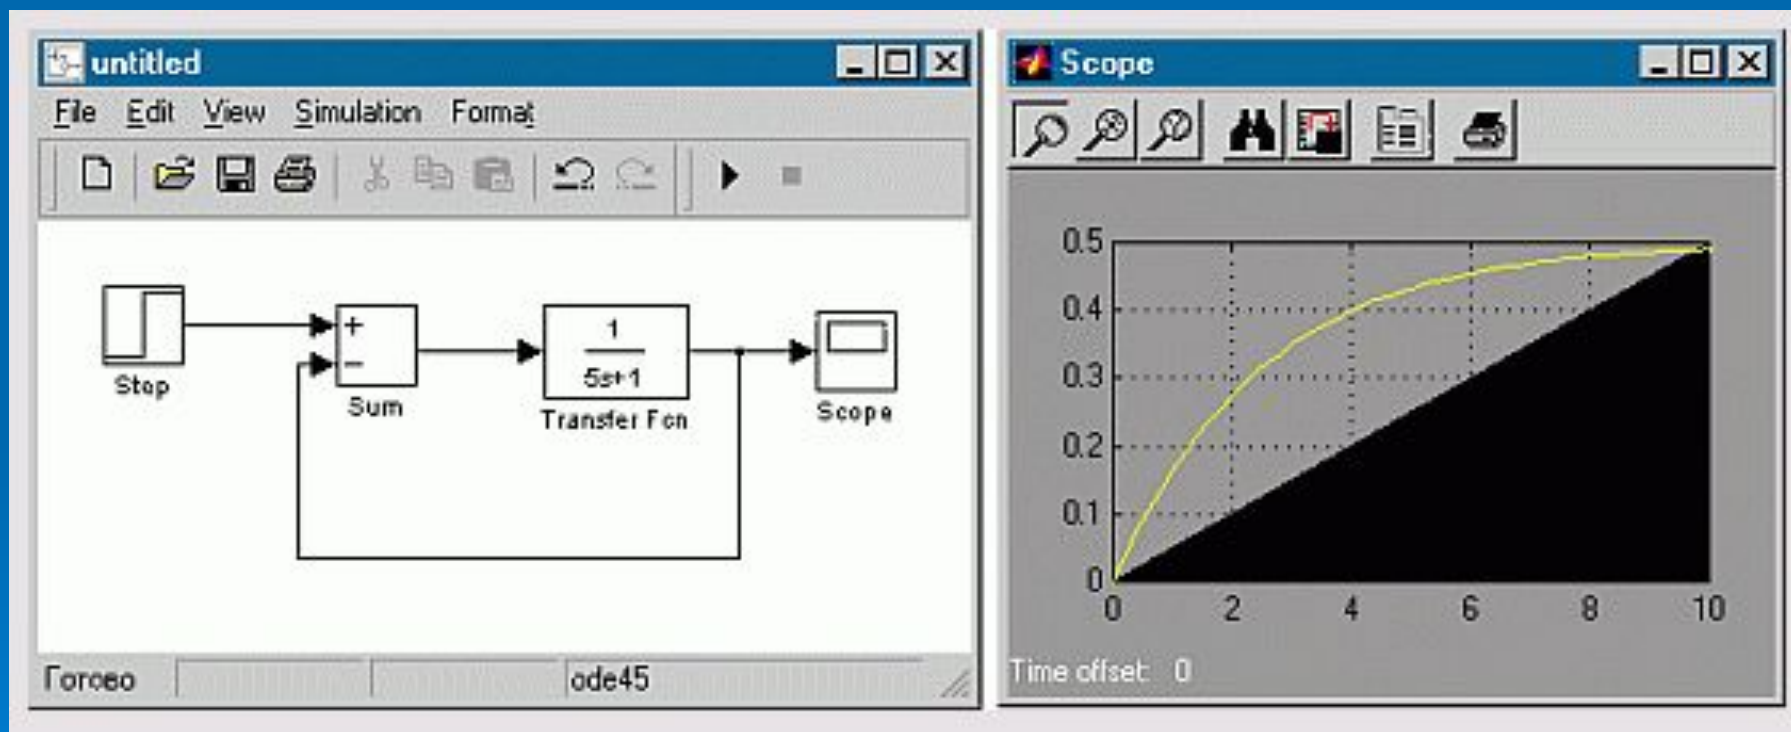 untitled
File Edit View Simulation Format
Step
+
−
Sum
1
5s+1
Transfer Fcn
Scope
Готово
ode45
Scope
0.5
0.4
0.3
0.2
0.1
0
0 2 4 6 8 10
Time offset: 0